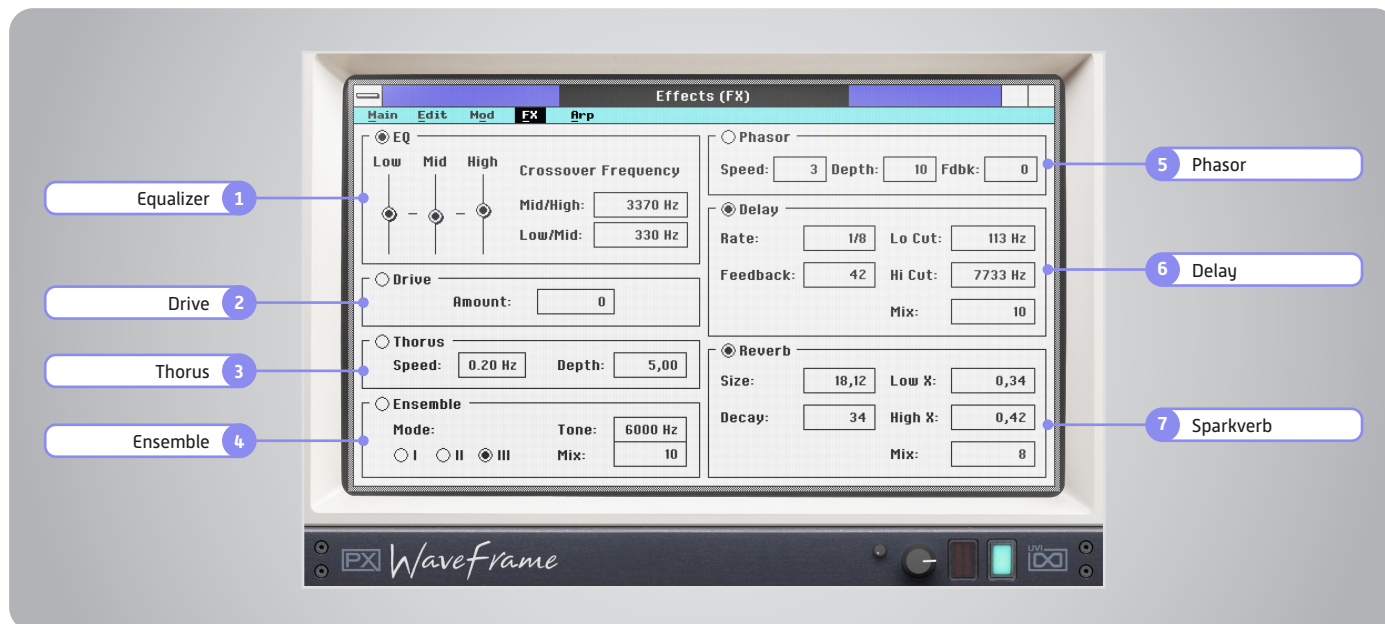 Effects (FX)
Main Edit Mod FX Arp
EQ
Low Mid High
Crossover Frequency
Mid/High: 3370 Hz
Low/Mid: 330 Hz
Drive
Amount: 0
Thorus
Speed: 0.20 Hz Depth: 5,00
Ensemble
Mode: Tone: 6000 Hz
I II III Mix: 10
Phasor
Speed: 3 Depth: 10 Fdbk: 0
Delay
Rate: 1/8 Lo Cut: 113 Hz
Feedback: 42 Hi Cut: 7733 Hz
Mix: 10
Reverb
Size: 18,12 Low X: 0,34
Decay: 34 High X: 0,42
Mix: 8
Equalizer 1
Drive 2
Thorus 3
Ensemble 4
5 Phasor
6 Delay
7 Sparkverb
PX WaveFrame
UVI